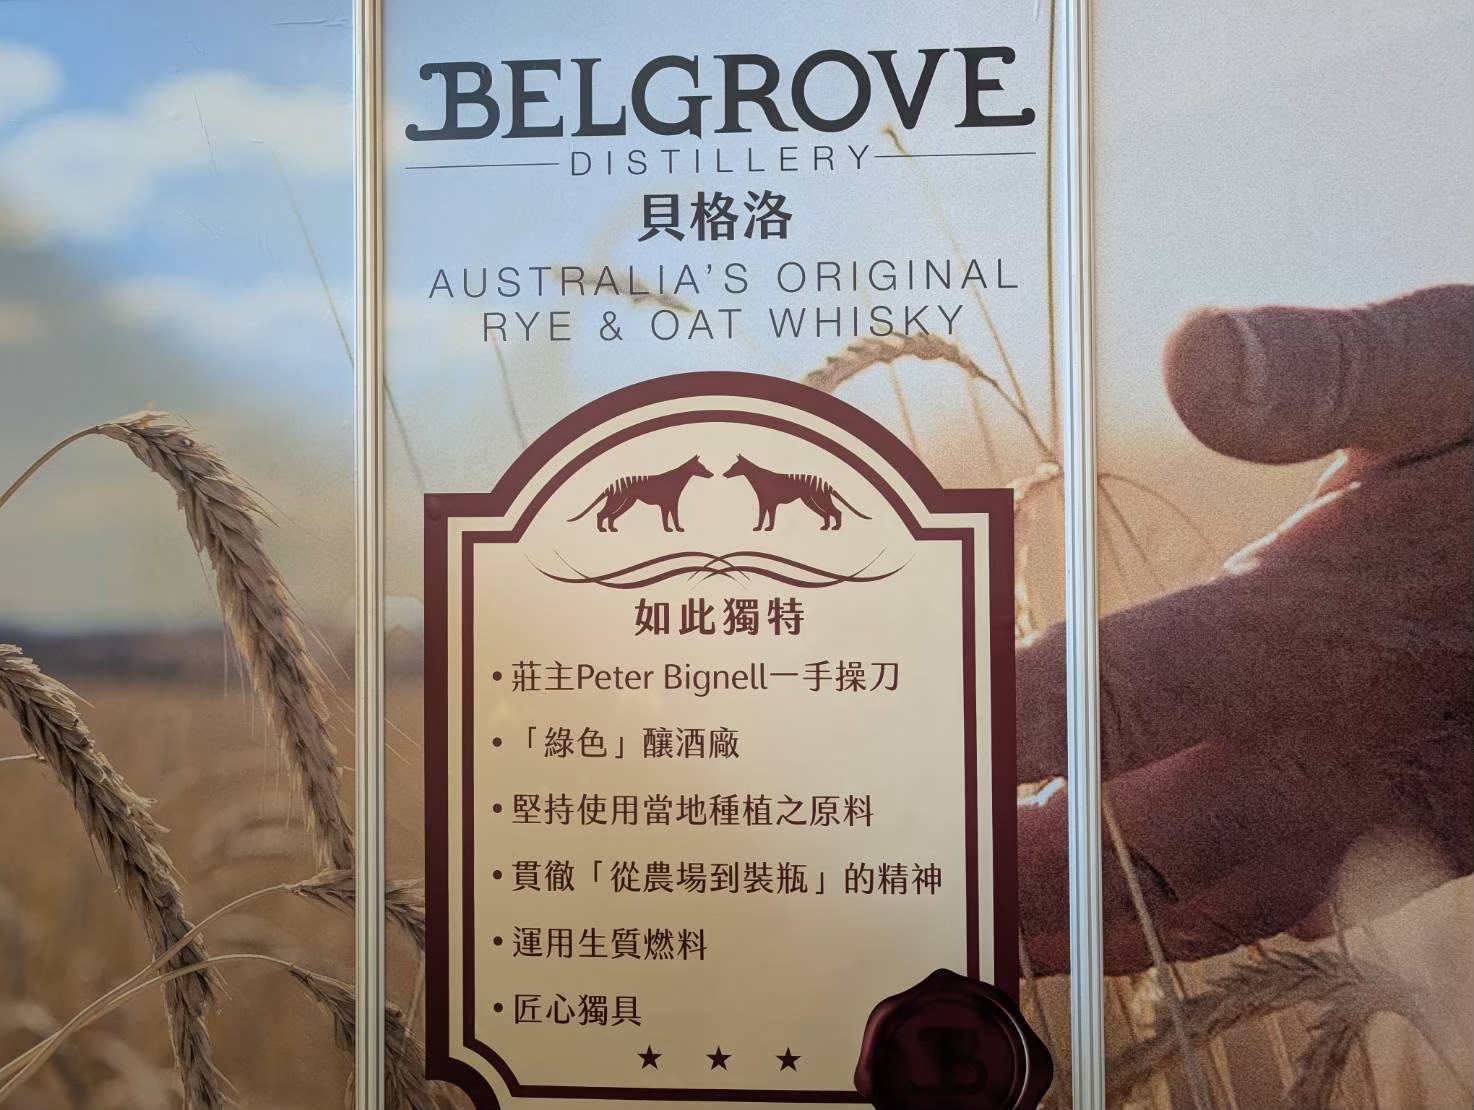 BELGROVE
DISTILLERY
貝格洛
AUSTRALIA'S ORIGINAL
RYE & OAT WHISKY
如此獨特
•莊主Peter Bignell一手操刀
•「綠色」釀酒廠
•堅持使用當地種植之原料
•貫徹「從農場到裝瓶」的精神
•運用生質燃料
•匠心獨具
★ ★ ★
B